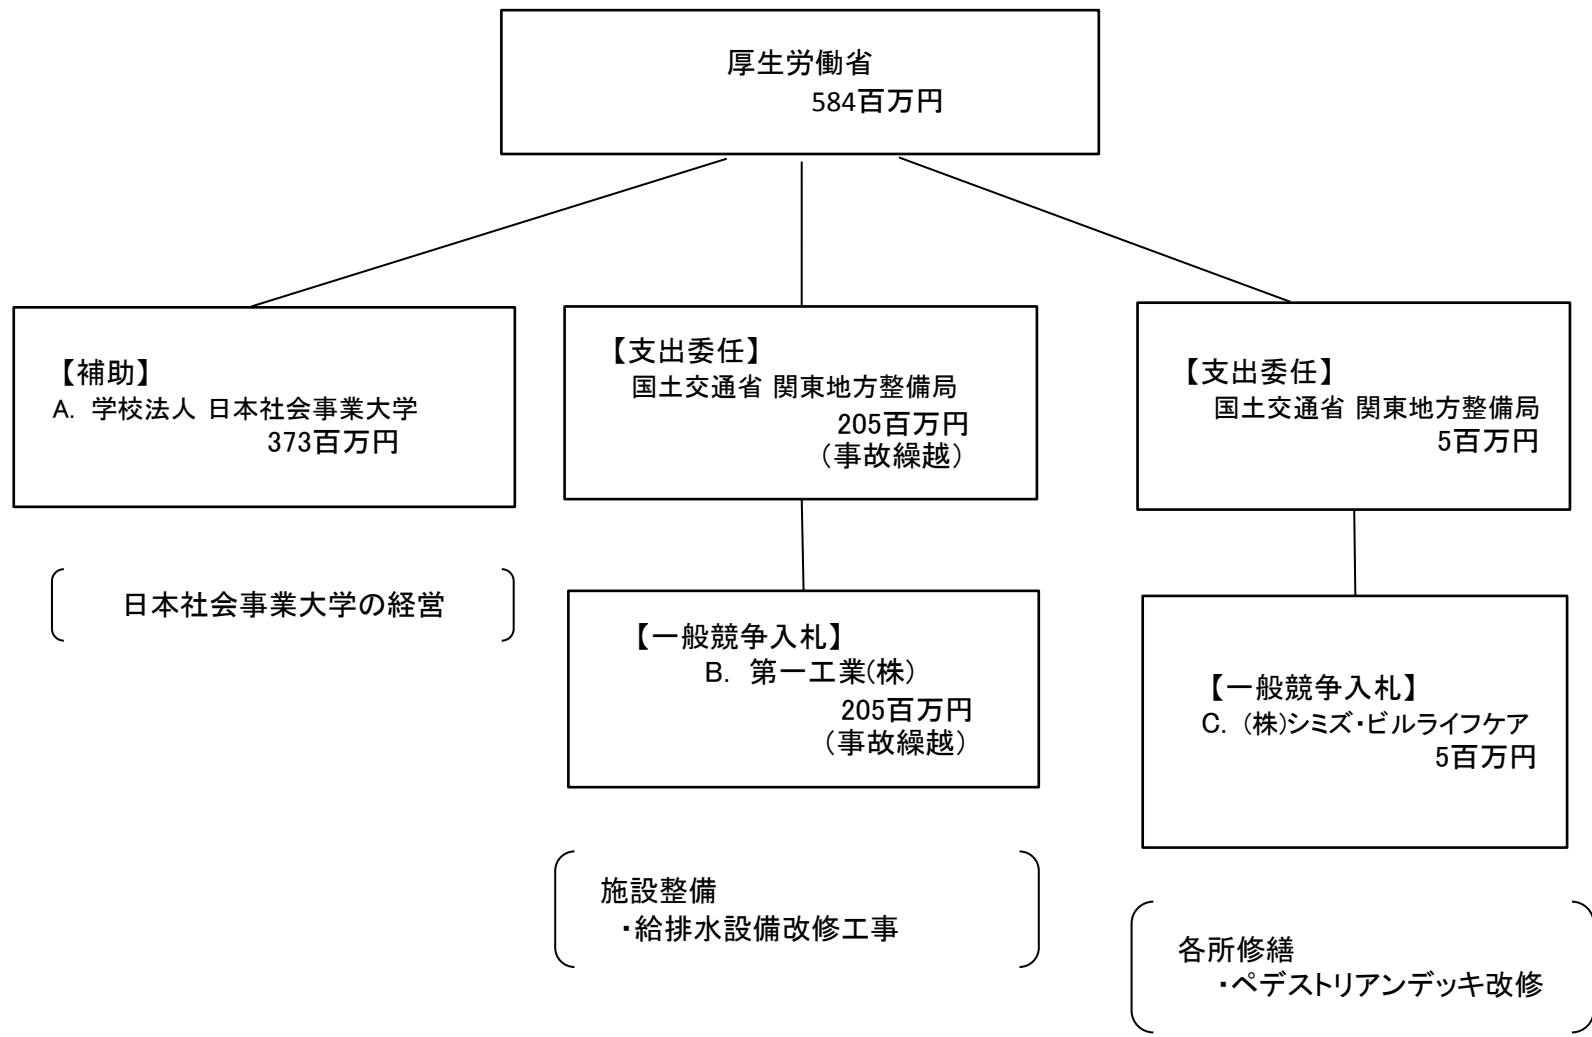 厚生労働省
584百万円
【補助】
A. 学校法人 日本社会事業大学
373百万円
日本社会事業大学の経営
【支出委任】
国土交通省 関東地方整備局
205百万円
（事故繰越）
【一般競争入札】
B. 第一工業(株)
205百万円
（事故繰越）
施設整備
・給排水設備改修工事
【支出委任】
国土交通省 関東地方整備局
5百万円
【一般競争入札】
C. (株)シミズ・ビルライフケア
5百万円
各所修繕
・ペデストリアンデッキ改修